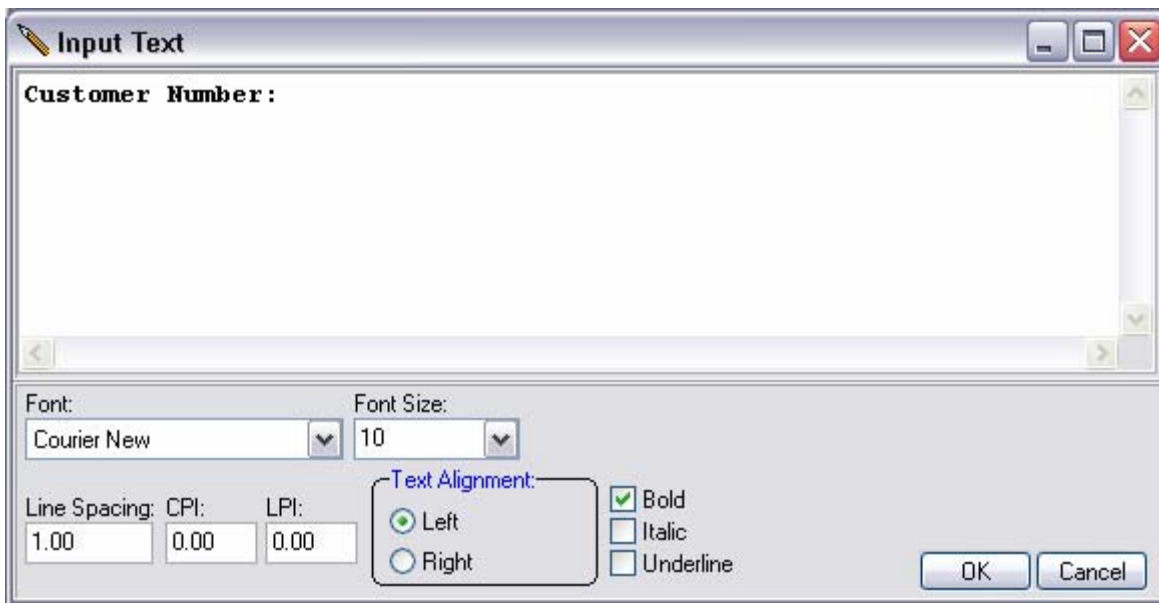 Input Text
Customer Number:
Font: Font Size:
Courier New 10
Text Alignment:
Line Spacing: CPI: LPI:
1.00 0.00 0.00
Left
Right
Bold
Italic
Underline
OK Cancel